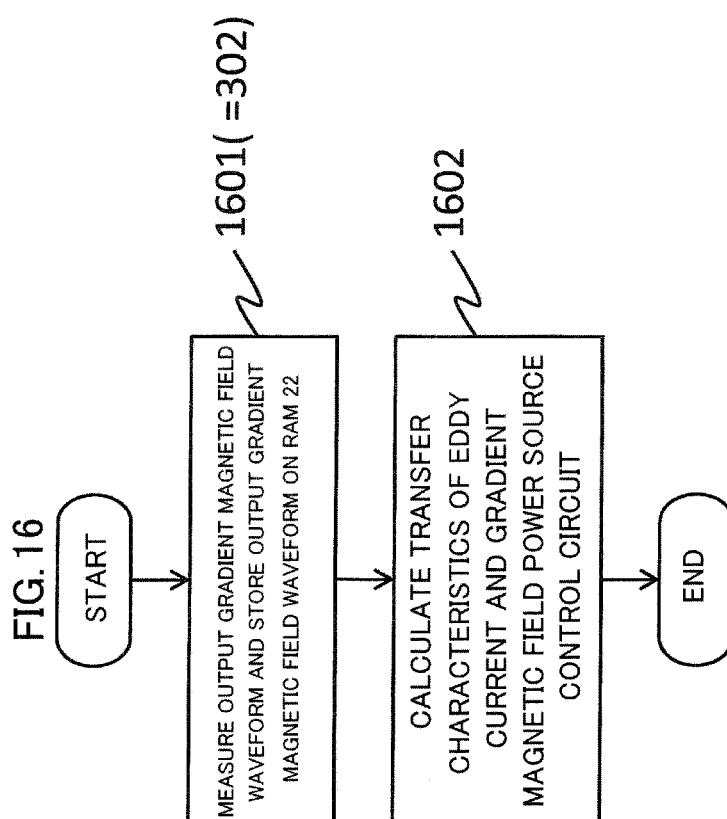 FIG. 16
START
MEASURE OUTPUT GRADIENT MAGNETIC FIELD
WAVEFORM AND STORE OUTPUT GRADIENT
MAGNETIC FIELD WAVEFORM ON RAM 22
1601( =302)
CALCULATE TRANSFER
CHARACTERISTICS OF EDDY
CURRENT AND GRADIENT
MAGNETIC FIELD POWER SOURCE
CONTROL CIRCUIT
1602
END